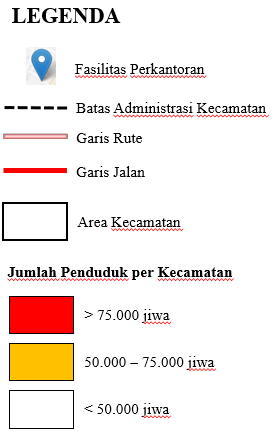 LEGENDA
Fasilitas Perkantoran
Batas Administrasi Kecamatan
Garis Rute
Garis Jalan
Area Kecamatan
Jumlah Penduduk per Kecamatan
> 75.000 jiwa
50.000 – 75.000 jiwa
< 50.000 jiwa